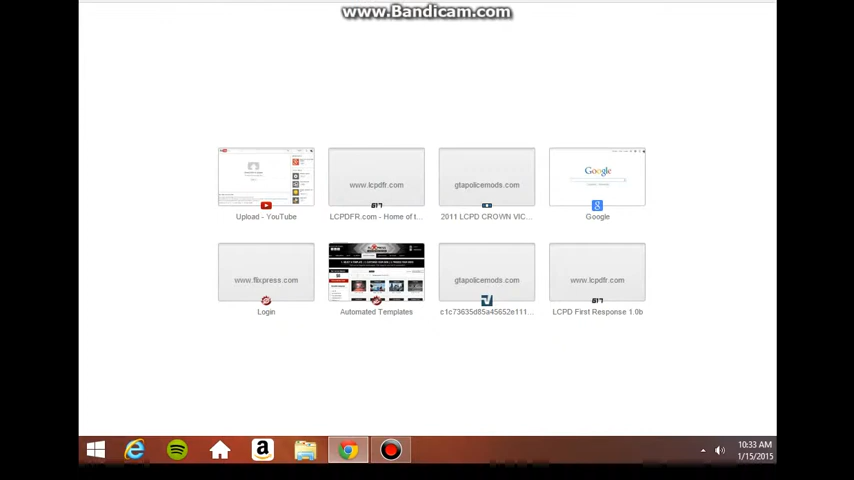 www.Bandicam.com
www.lcpdfr.com
gtapolicemods.com
Google
Upload - YouTube
LCPDFR.com - Home of t...
2011 LCPD CROWN VIC...
Google
www.flixpress.com
gtapolicemods.com
www.lcpdfr.com
Login
Automated Templates
c1c73635d85a45652e111...
LCPD First Response 1.0b
10:33 AM
1/15/2015